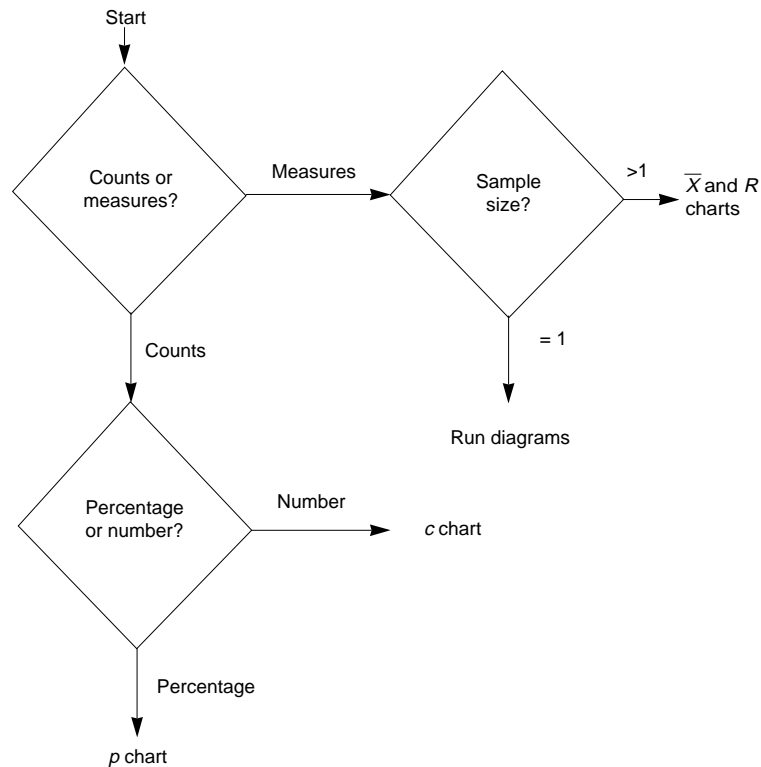 Start
Counts or
measures?
Measures
Sample
size?
>1
X̅ and R
charts
Counts
= 1
Run diagrams
Percentage
or number?
Number
c chart
Percentage
p chart